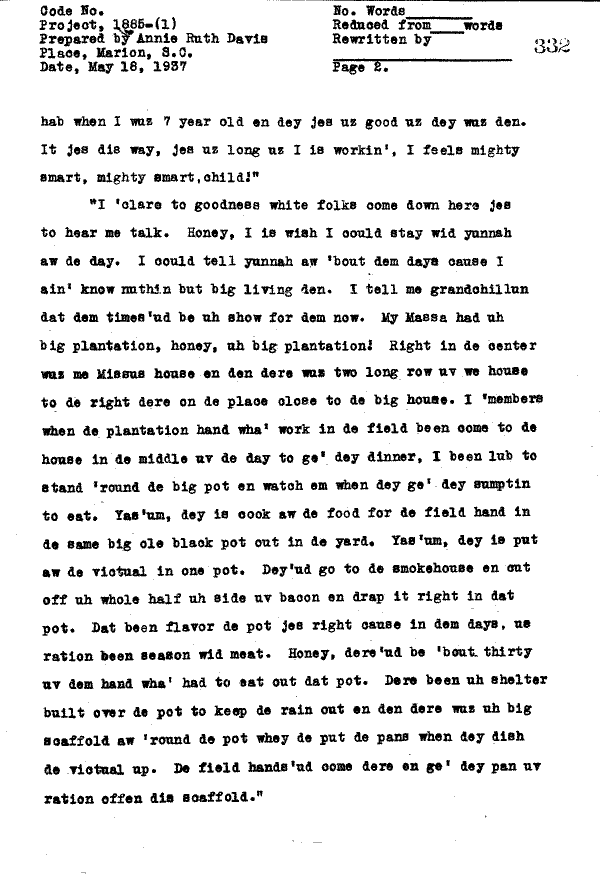 Code No.
No. Words
Project, 1885-(1)
Reduced from words
Prepared by Annie Ruth Davis
Rewritten by
Place, Marion, S.C.
332
Date, May 18, 1937
Page 2.
hab when I wuz 7 year old en dey jes uz good uz dey wuz den.
It jes dis way, jes uz long uz I is workin', I feels mighty
smart, mighty smart,child!"
"I 'clare to goodness white folks come down here jes
to hear me talk. Honey, I is wish I could stay wid yunnah
aw de day. I could tell yunnah aw 'bout dem days cause I
ain' know nuthin but big living den. I tell me grandchillun
dat dem times'ud be uh show for dem now. My Massa had uh
big plantation, honey, uh big plantation! Right in de center
wuz me Missus house en den dere wuz two long row uv we house
to de right dere on de place close to de big house. I 'members
when de plantation hand wha' work in de field been come to de
house in de middle uv de day to ge' dey dinner, I been lub to
stand 'round de big pot en watch em when dey ge' dey sumptin
to eat. Yas'um, dey is cook aw de food for de field hand in
de same big ole black pot out in de yard. Yas'um, dey is put
aw de victual in one pot. Dey'ud go to de smokehouse en cut
off uh whole half uh side uv bacon en drap it right in dat
pot. Dat been flavor de pot jes right cause in dem days, us
ration been season wid meat. Honey, dere'ud be 'bout thirty
uv dem hand wha' had to eat out dat pot. Dere been uh shelter
built over de pot to keep de rain out en den dere wuz uh big
scaffold aw 'round de pot whey de put de pans when dey dish
de victual up. De field hands'ud come dere en ge' dey pan uv
ration offen dis scaffold."